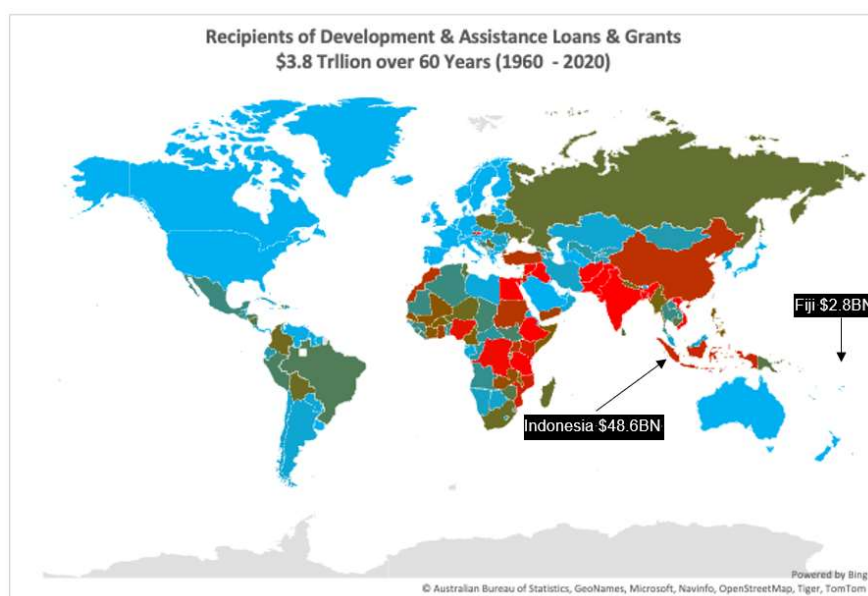 Recipients of Development & Assistance Loans & Grants
$3.8 Trllion over 60 Years (1960 - 2020)
Fiji $2.8BN
Indonesia $48.6BN
Powered by Bing
© Australian Bureau of Statistics, GeoNames, Microsoft, Navinfo, OpenStreetMap, Tiger, TomTom